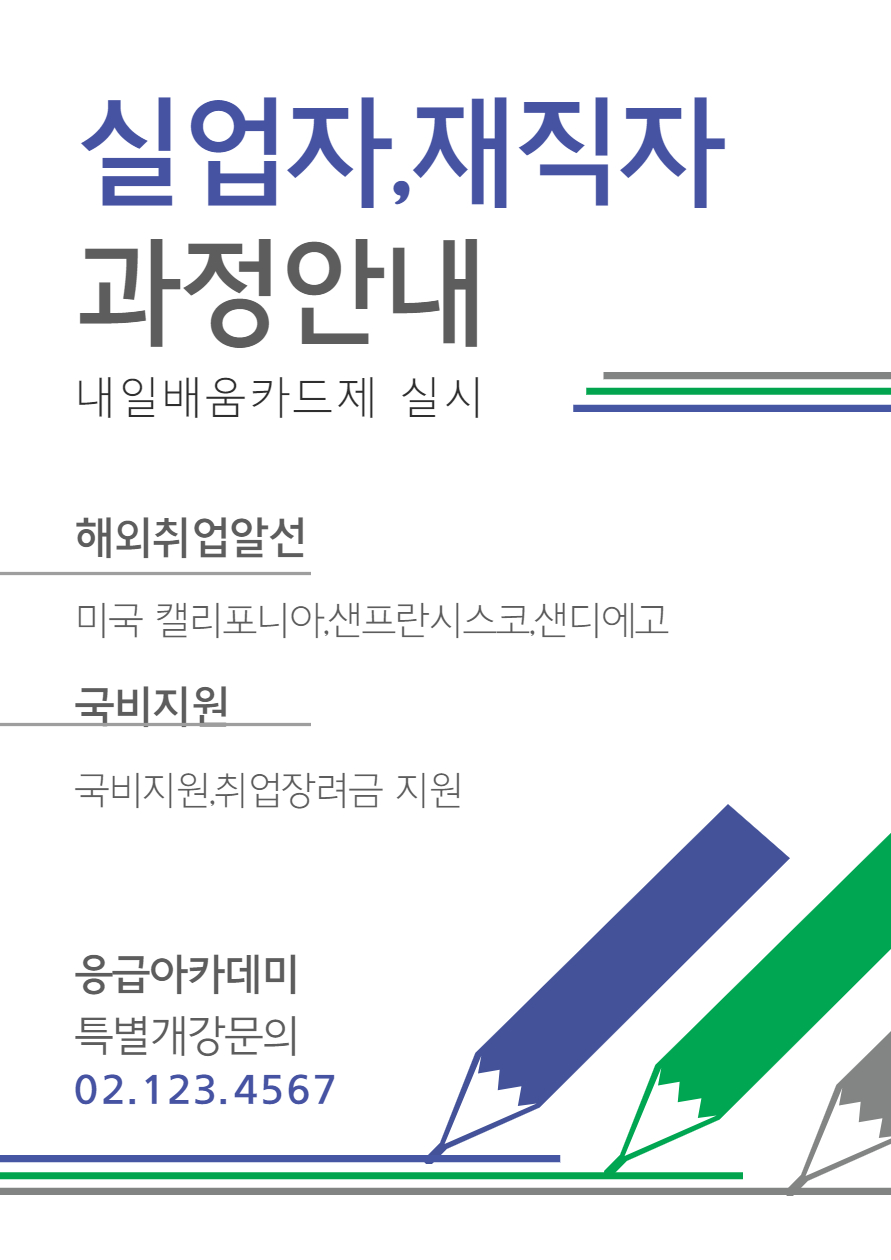 실업자,재직자
과정안내
내일배움카드제 실시
해외취업알선
미국 캘리포니아,샌프란시스코,샌디에고
국비지원
국비지원,취업장려금 지원
응급아카데미
특별개강문의
02.123.4567